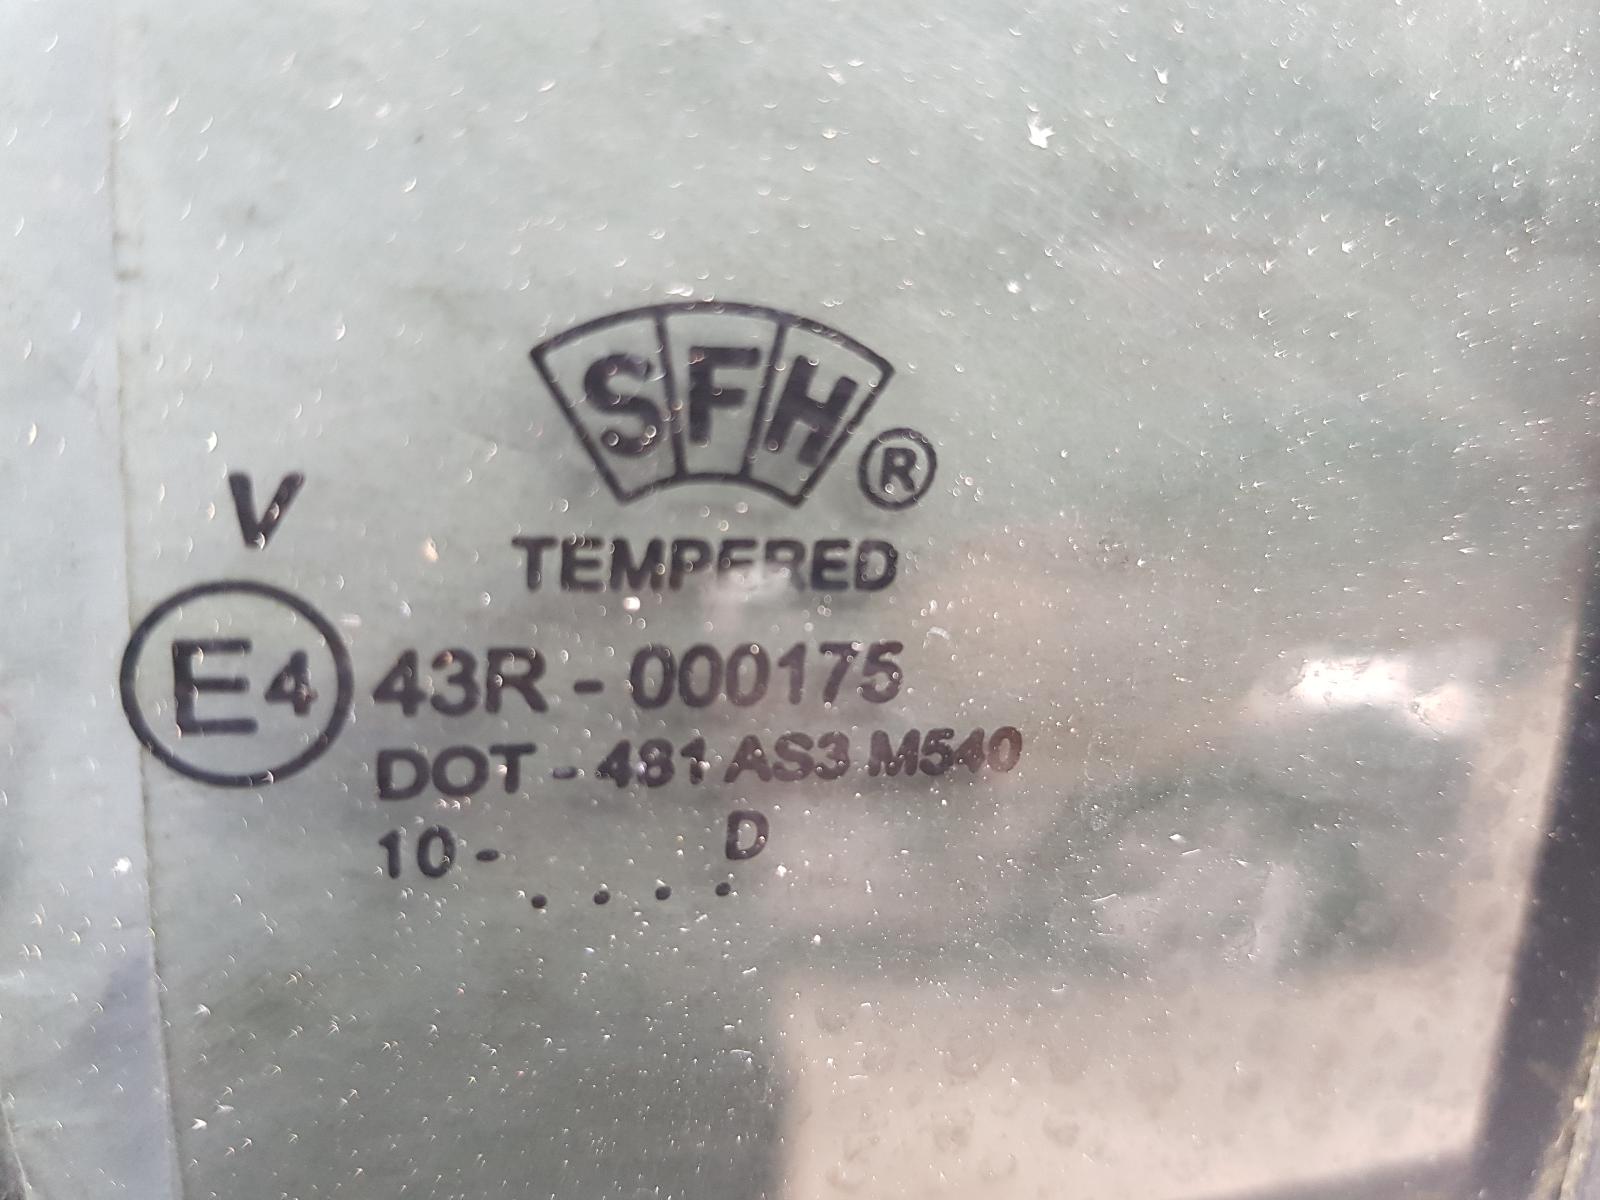 SFH ®
TEMPERED
V
E4 43R - 000175
DOT - 481 AS3 M540
10 - D
. . . .